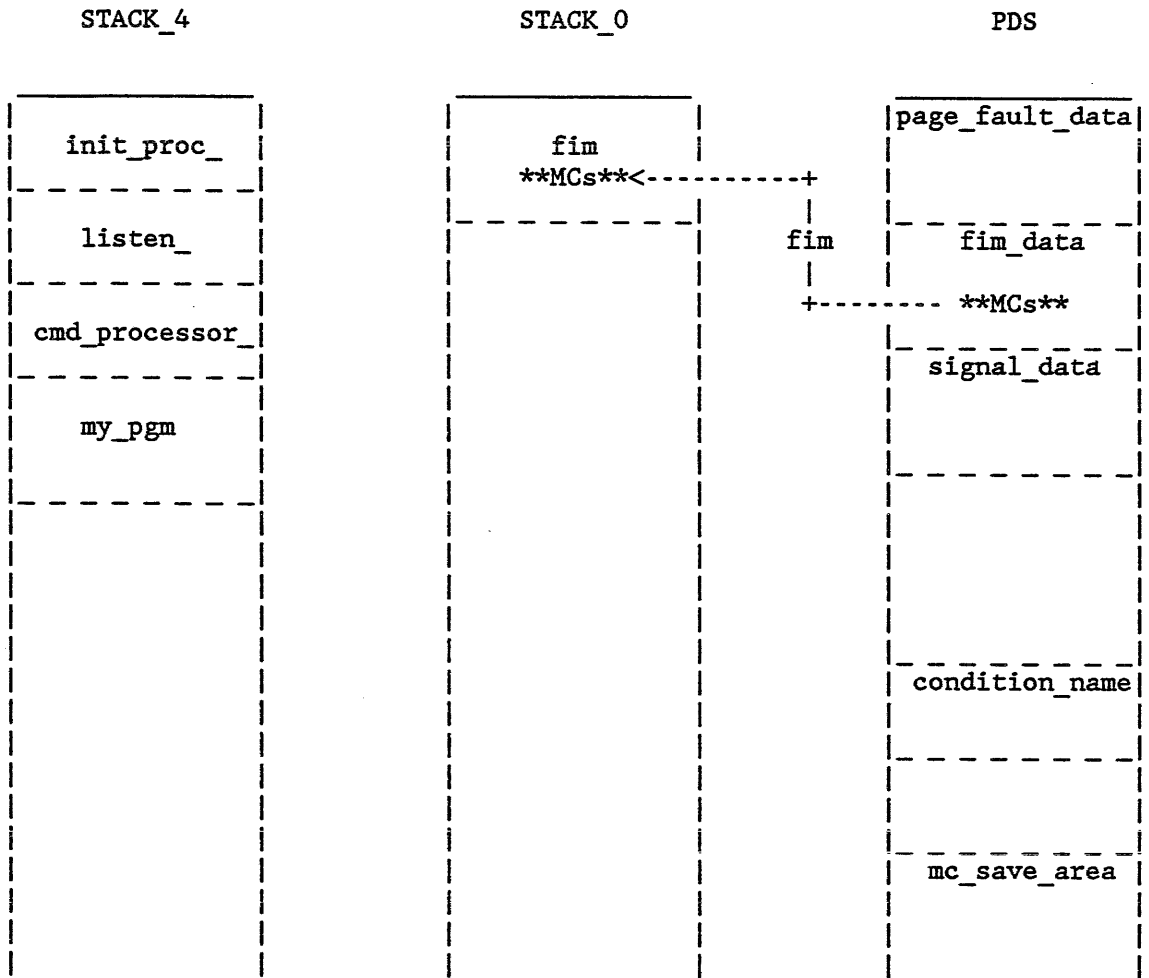 STACK_4 STACK_0 PDS
page_fault_data
init_proc_ fim
**MCs**
listen_ fim fim_data
**MCs**
cmd_processor_
signal_data
my_pgm
condition_name
mc_save_area